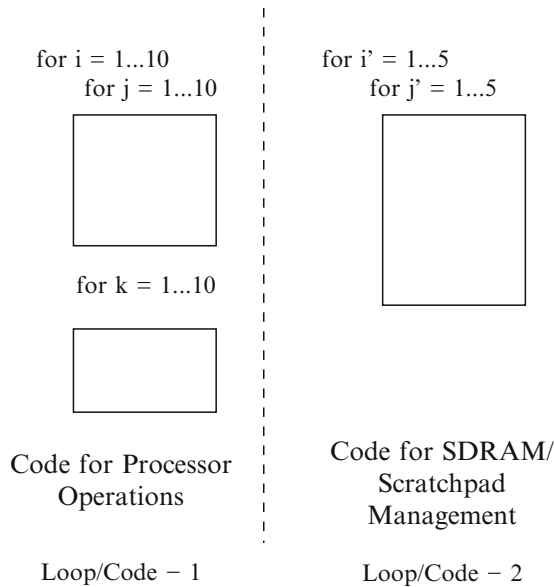 for i = 1...10
for j = 1...10
for k = 1...10
Code for Processor
Operations
Loop/Code − 1
for i’ = 1...5
for j’ = 1...5
Code for SDRAM/
Scratchpad
Management
Loop/Code − 2